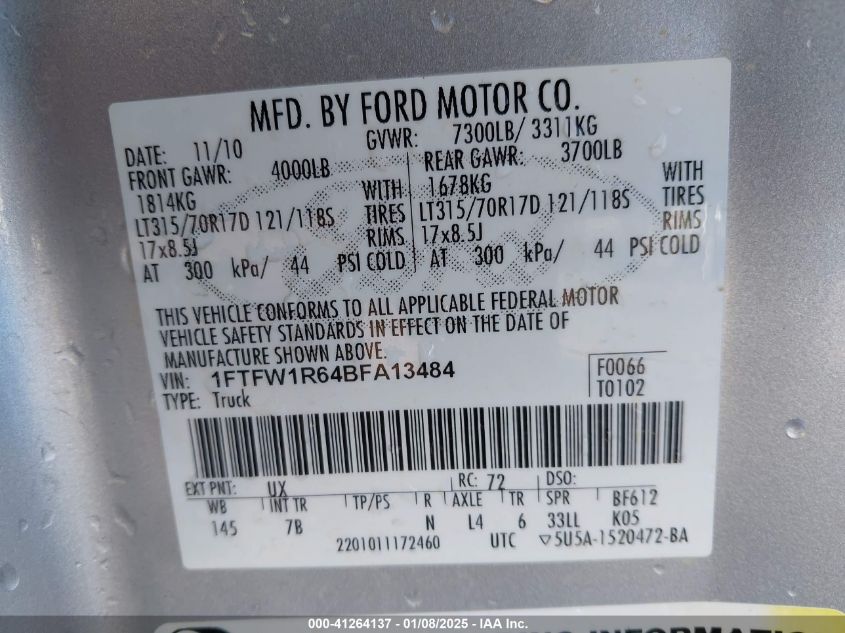 MFD. BY FORD MOTOR CO.
DATE: 11/10 GVWR: 7300LB/ 3311KG
FRONT GAWR: 4000LB REAR GAWR: 3700LB
1814KG WITH 1678KG WITH
LT315/70R17D 121/118S TIRES LT315/70R17D 121/118S TIRES
17x8.5J RIMS 17x8.5J RIMS
AT 300 kPa/ 44 PSI COLD AT 300 kPa/ 44 PSI COLD
THIS VEHICLE CONFORMS TO ALL APPLICABLE FEDERAL MOTOR
VEHICLE SAFETY STANDARDS IN EFFECT ON THE DATE OF
MANUFACTURE SHOWN ABOVE.
VIN: 1FTFW1R64BFA13484 F0066
TYPE: Truck T0102
EXT PNT: UX RC: 72 DSO:
WB INT TR TP/PS R AXLE TR SPR BF612
145 7B N L4 6 33LL K05
2201011172460 UTC ▽5U5A-1520472-BA
000-41264137 - 01/08/2025 - IAA Inc.